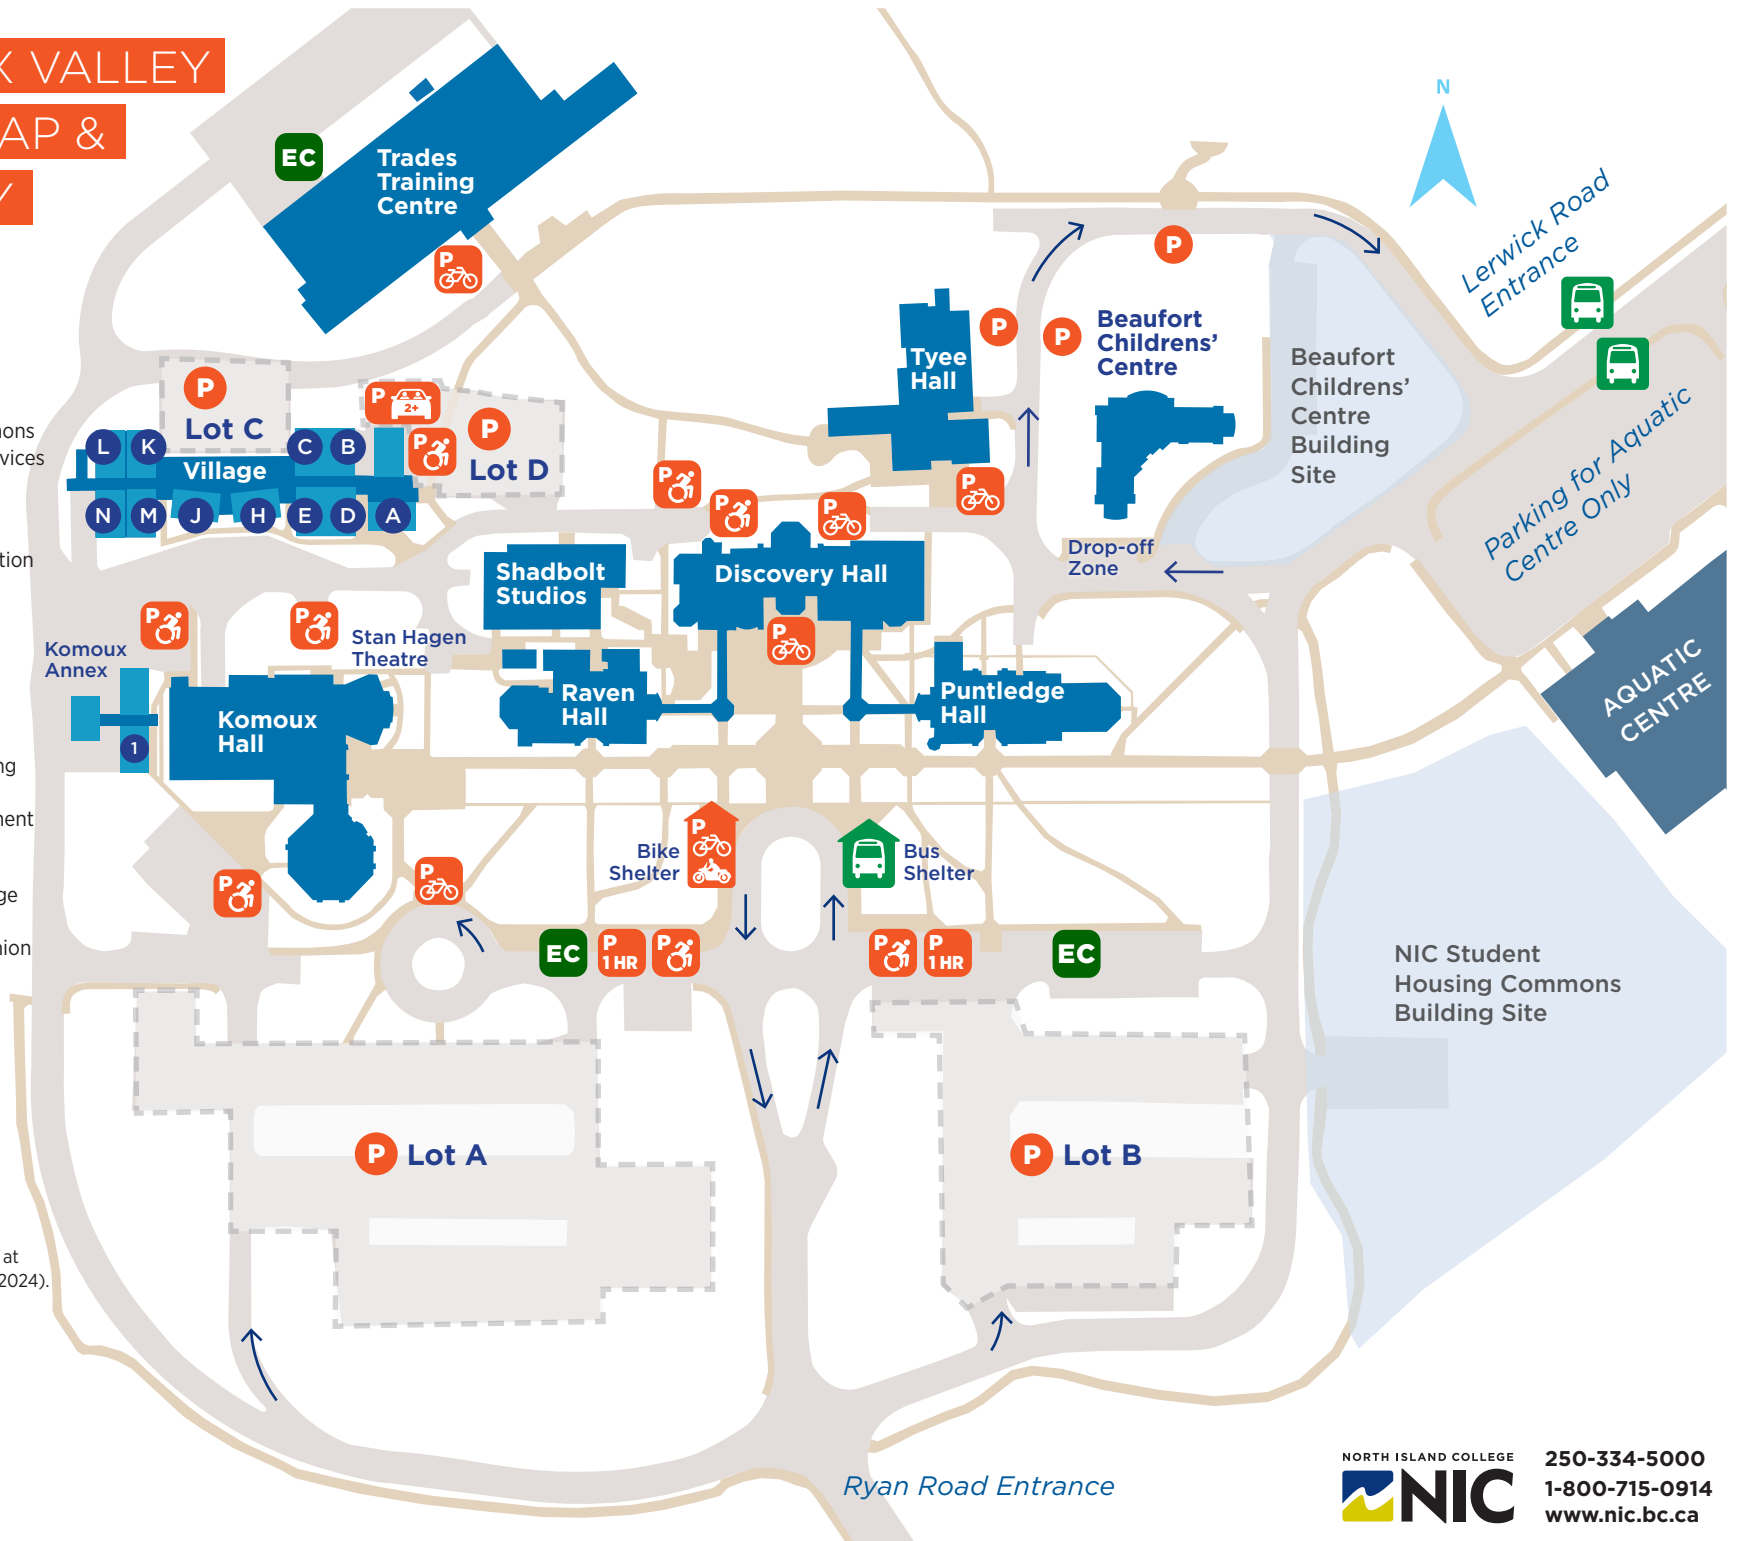 X VALLEY
AP &
Y
N
EC
Trades
Training
Centre
P
Lerwick Road
Entrance
P
P
P
Beaufort
Childrens’
Centre
Tyee
Hall
Beaufort
Childrens’
Centre
Building
Site
Parking for Aquatic
Centre Only
P
Lot C
P
2+
P
P
Lot D
ons
vices
L
K
C
B
Village
N
M
J
H
E
D
A
P
P
P
P
tion
Drop-off
Zone
Shadbolt
Studios
Discovery Hall
P
P
P
Stan Hagen
Theatre
Komoux
Annex
AQUATIC
CENTRE
Raven
Hall
Puntledge
Hall
Komoux
Hall
1
ng
ment
P
Bike
Shelter
Bus
Shelter
P
P
ge
nion
EC
P
1 HR
P
P
P
1 HR
EC
NIC Student
Housing Commons
Building Site
P
Lot A
P
Lot B
at
2024).
Ryan Road Entrance
NORTH ISLAND COLLEGE
NIC
250-334-5000
1-800-715-0914
www.nic.bc.ca